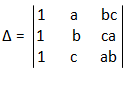 | 1 a bc |
Δ = | 1 b ca |
| 1 c ab |